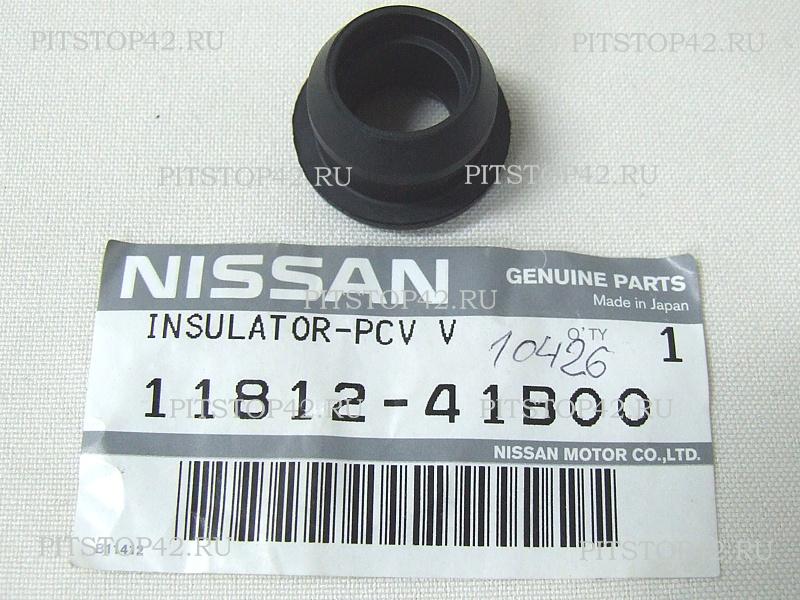 PITSTOP42.RU PITSTOP42.RU
PITSTOP42.RU PITSTOP42.RU
NISSAN GENUINE PARTS
PITSTOP42.RU Made in Japan
INSULATOR-PCV V 10426 Q'TY 1
11812-41B00
PITSTOP42.RU PITSTOP42.RU
NISSAN MOTOR CO.,LTD.
E11412
PITSTOP42.RU PITSTOP42.RU